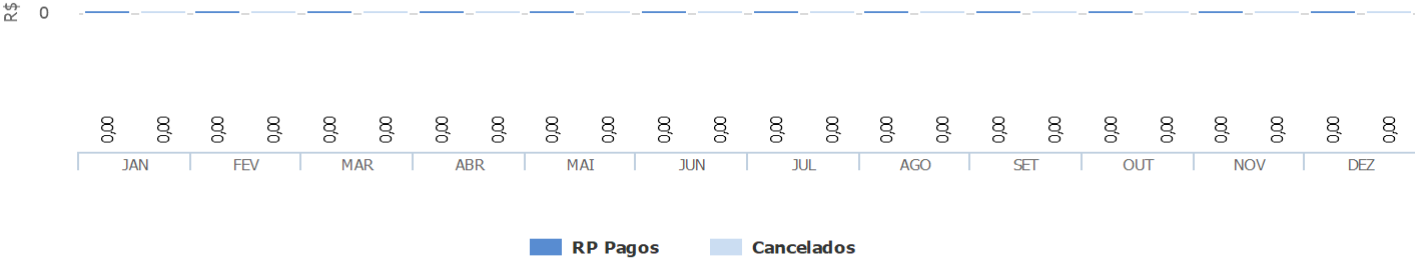 R$ 0
0,00 0,00 0,00 0,00 0,00 0,00 0,00 0,00 0,00 0,00 0,00 0,00 0,00 0,00 0,00 0,00 0,00 0,00 0,00 0,00 0,00 0,00 0,00 0,00
JAN FEV MAR ABR MAI JUN JUL AGO SET OUT NOV DEZ
RP Pagos Cancelados